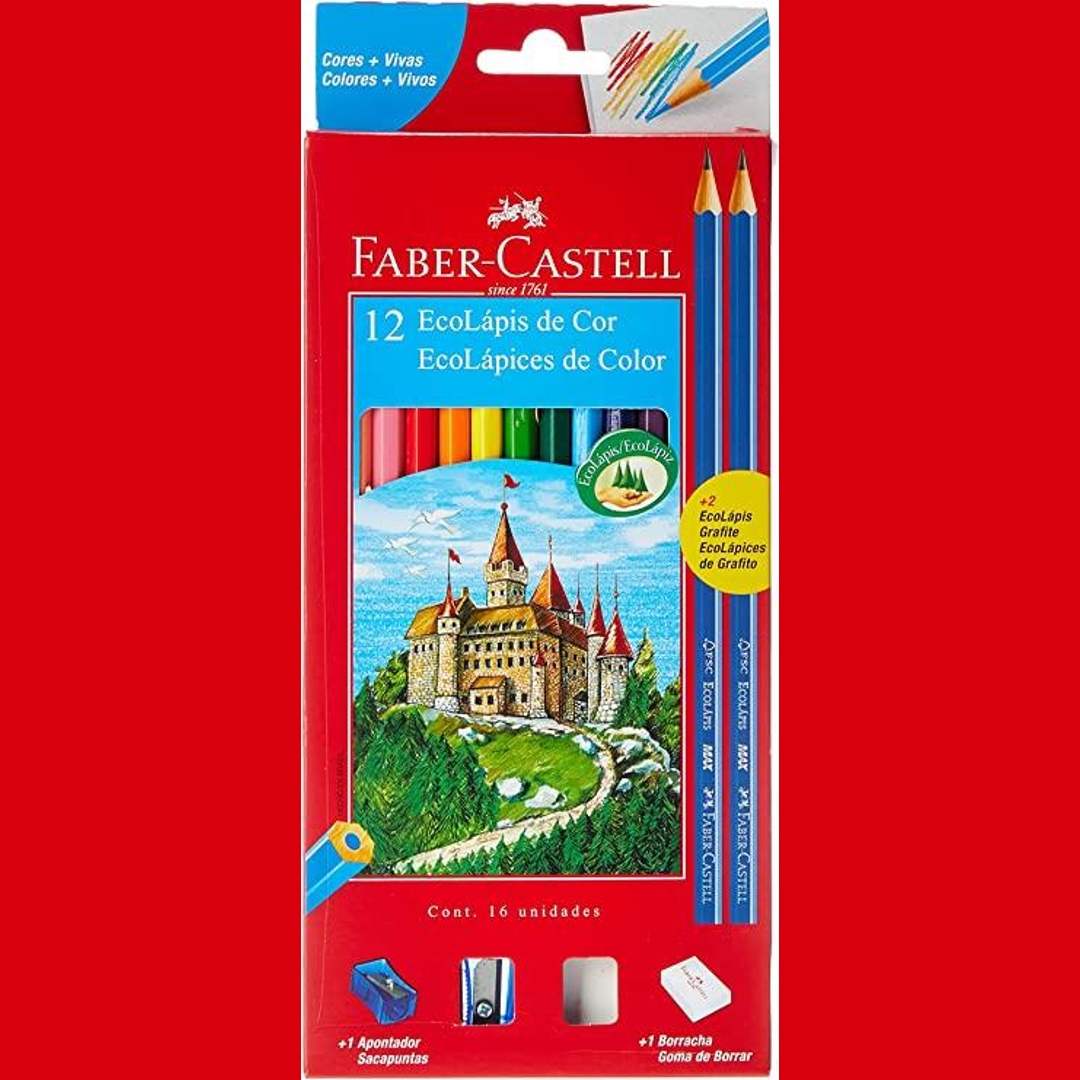 Cores + Vivas
Colores + Vivos
FABER-CASTELL
since 1761
12 EcoLápis de Cor
EcoLápices de Color
EcoLápis/EcoLápiz
+2
EcoLápis
Grafite
EcoLápices
de Grafito
FSC ECOLÁPIS MAX FABER-CASTELL
FSC ECOLÁPIS MAX FABER-CASTELL
Cont. 16 unidades
+1 Apontador
Sacapuntas
FABER-CASTELL
+1 Borracha
Goma de Borrar